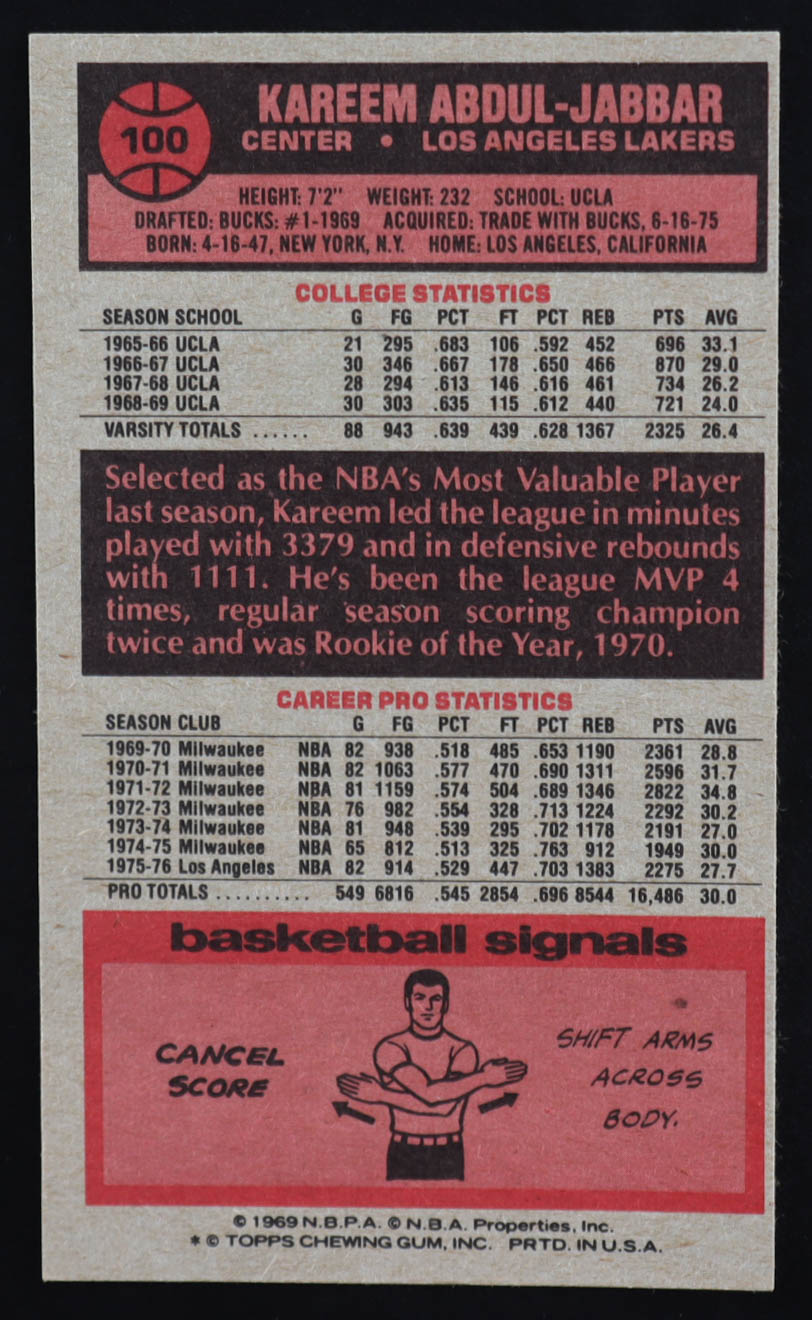 100
KAREEM ABDUL-JABBAR
CENTER • LOS ANGELES LAKERS
HEIGHT: 7'2" WEIGHT: 232 SCHOOL: UCLA
DRAFTED: BUCKS: #1-1969 ACQUIRED: TRADE WITH BUCKS, 6-16-75
BORN: 4-16-47, NEW YORK, N.Y. HOME: LOS ANGELES, CALIFORNIA
COLLEGE STATISTICS
SEASON SCHOOL G FG PCT FT PCT REB PTS AVG
1965-66 UCLA 21 295 .683 106 .592 452 696 33.1
1966-67 UCLA 30 346 .667 178 .650 466 870 29.0
1967-68 UCLA 28 294 .613 146 .616 461 734 26.2
1968-69 UCLA 30 303 .635 115 .612 440 721 24.0
VARSITY TOTALS ...... 88 943 .639 439 .628 1367 2325 26.4
Selected as the NBA's Most Valuable Player
last season, Kareem led the league in minutes
played with 3379 and in defensive rebounds
with 1111. He's been the league MVP 4
times, regular season scoring champion
twice and was Rookie of the Year, 1970.
CAREER PRO STATISTICS
SEASON CLUB G FG PCT FT PCT REB PTS AVG
1969-70 Milwaukee NBA 82 938 .518 485 .653 1190 2361 28.8
1970-71 Milwaukee NBA 82 1063 .577 470 .690 1311 2596 31.7
1971-72 Milwaukee NBA 81 1159 .574 504 .689 1346 2822 34.8
1972-73 Milwaukee NBA 76 982 .554 328 .713 1224 2292 30.2
1973-74 Milwaukee NBA 81 948 .539 295 .702 1178 2191 27.0
1974-75 Milwaukee NBA 65 812 .513 325 .763 912 1949 30.0
1975-76 Los Angeles NBA 82 914 .529 447 .703 1383 2275 27.7
PRO TOTALS .......... 549 6816 .545 2854 .696 8544 16,486 30.0
basketball signals
CANCEL
SCORE
SHIFT ARMS
ACROSS
BODY.
© 1969 N.B.P.A. © N.B.A. Properties, Inc.
* © TOPPS CHEWING GUM, INC. PRTD. IN U.S.A.